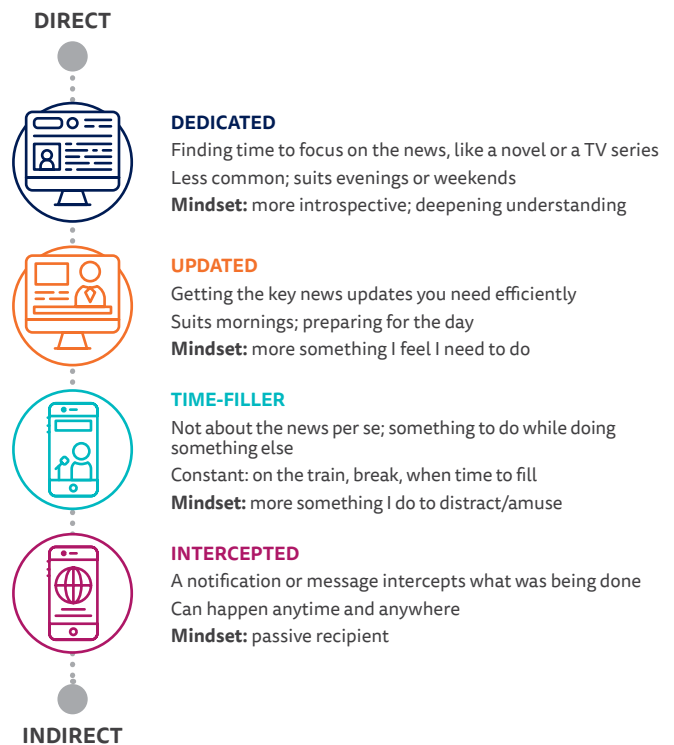 DIRECT
DEDICATED
Finding time to focus on the news, like a novel or a TV series
Less common; suits evenings or weekends
Mindset: more introspective; deepening understanding
UPDATED
Getting the key news updates you need efficiently
Suits mornings; preparing for the day
Mindset: more something I feel I need to do
TIME-FILLER
Not about the news per se; something to do while doing
something else
Constant: on the train, break, when time to fill
Mindset: more something I do to distract/amuse
INTERCEPTED
A notification or message intercepts what was being done
Can happen anytime and anywhere
Mindset: passive recipient
INDIRECT